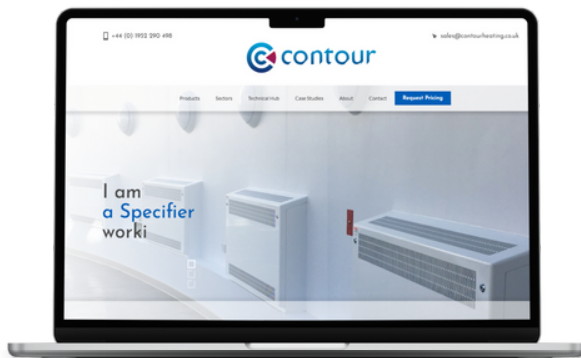 +44 (0) 1952 290 498
contour
sales@contourheating.co.uk
Products Sectors Technical Hub Case Studies About Contact Request Pricing
I am
a Specifier
worki